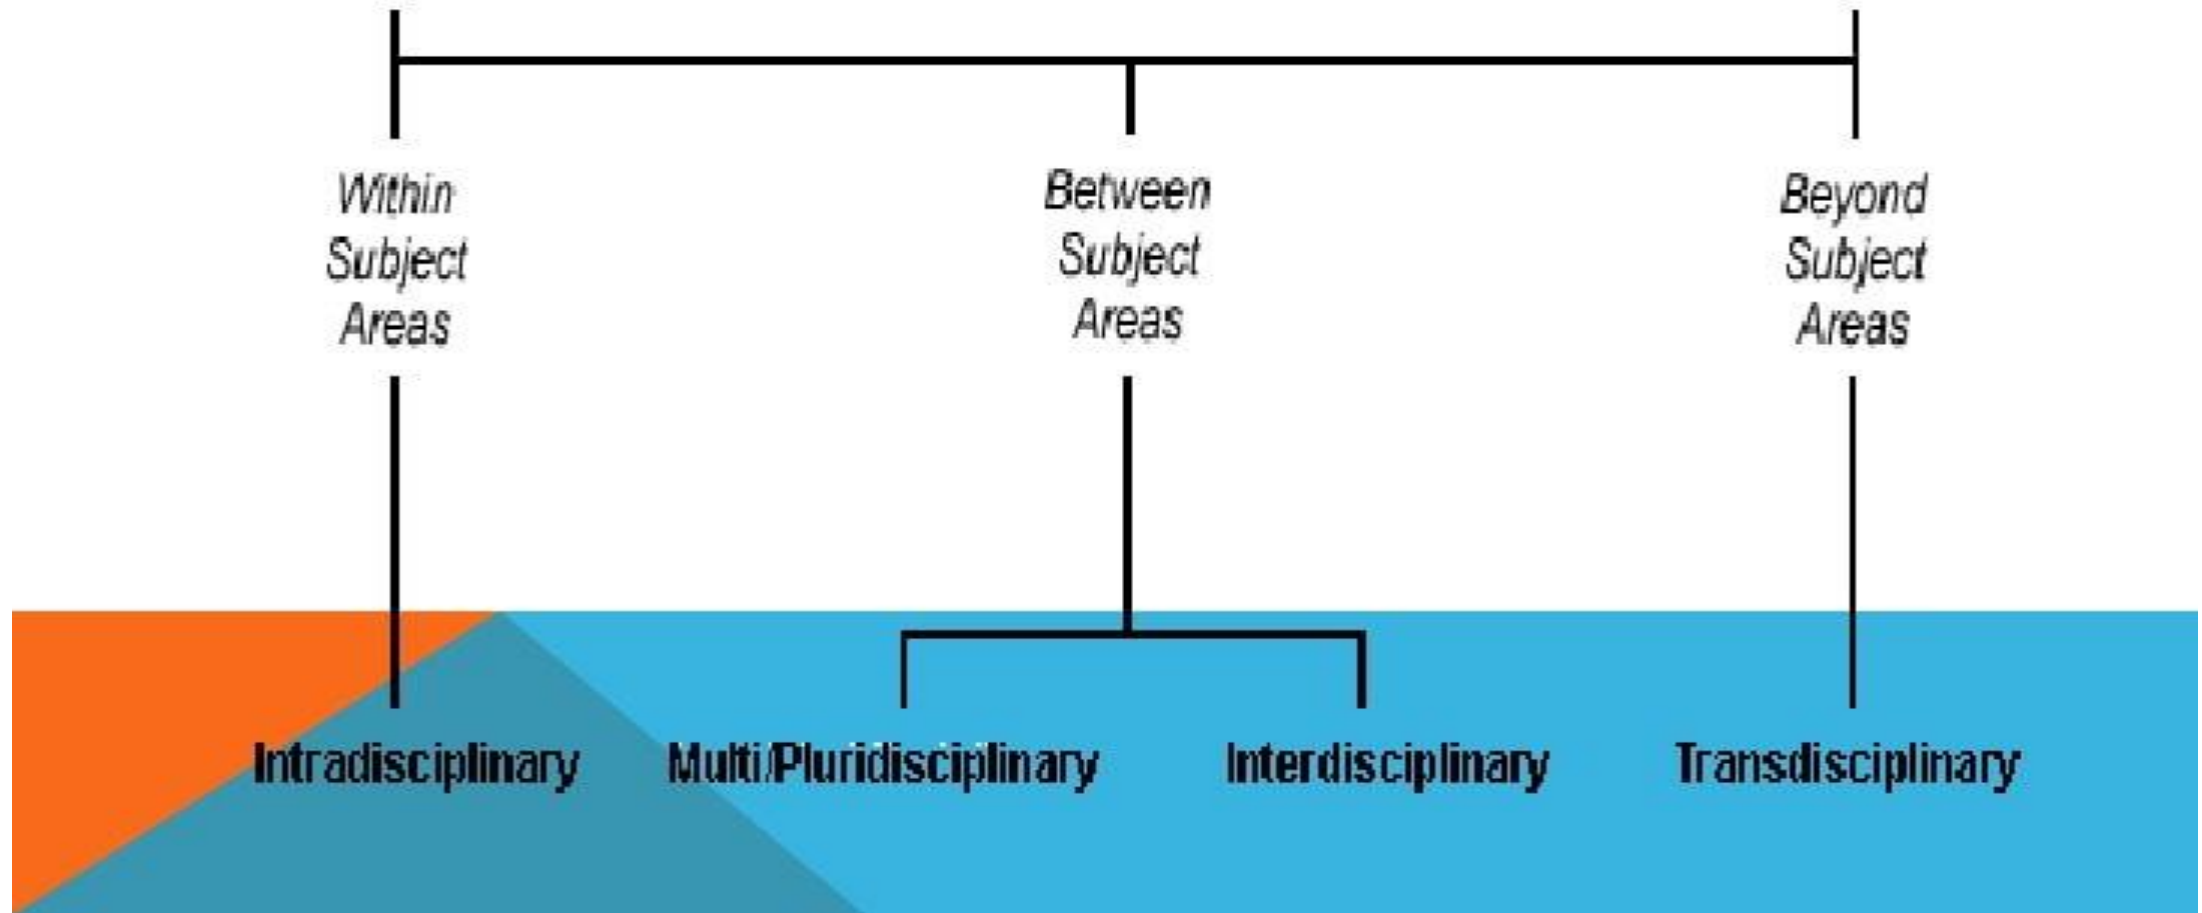 Within
Subject
Areas
Between
Subject
Areas
Beyond
Subject
Areas
Intradisciplinary
Multi/Pluridisciplinary
Interdisciplinary
Transdisciplinary